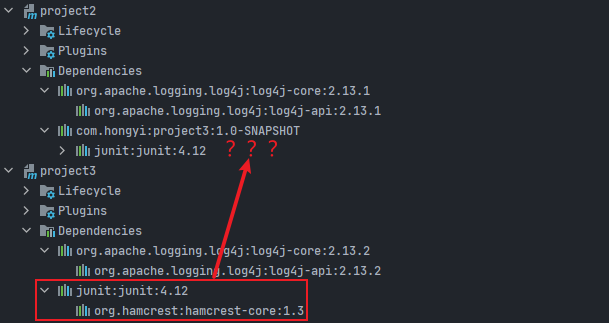 project2
Lifecycle
Plugins
Dependencies
org.apache.logging.log4j:log4j-core:2.13.1
org.apache.logging.log4j:log4j-api:2.13.1
com.hongyi:project3:1.0-SNAPSHOT
junit:junit:4.12 ？？？
project3
Lifecycle
Plugins
Dependencies
org.apache.logging.log4j:log4j-core:2.13.2
org.apache.logging.log4j:log4j-api:2.13.2
junit:junit:4.12
org.hamcrest:hamcrest-core:1.3